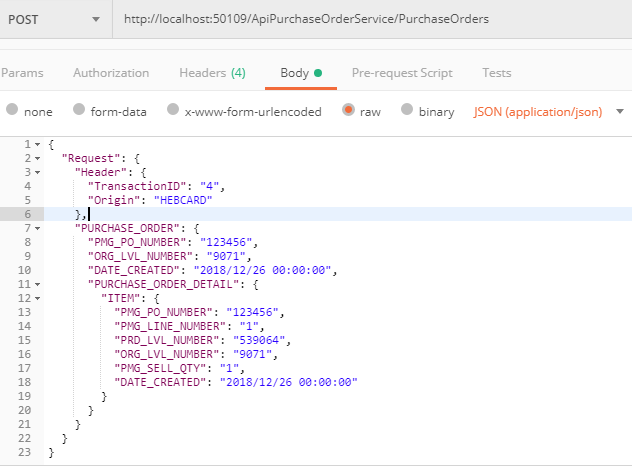 POST http://localhost:50109/ApiPurchaseOrderService/PurchaseOrders
Params Authorization Headers (4) Body Pre-request Script Tests
none form-data x-www-form-urlencoded raw binary JSON (application/json)
1 {
2 "Request": {
3 "Header": {
4 "TransactionID": "4",
5 "Origin": "HEBCARD"
6 },
7 "PURCHASE_ORDER": {
8 "PMG_PO_NUMBER": "123456",
9 "ORG_LVL_NUMBER": "9071",
10 "DATE_CREATED": "2018/12/26 00:00:00",
11 "PURCHASE_ORDER_DETAIL": {
12 "ITEM": {
13 "PMG_PO_NUMBER": "123456",
14 "PMG_LINE_NUMBER": "1",
15 "PRD_LVL_NUMBER": "539064",
16 "ORG_LVL_NUMBER": "9071",
17 "PMG_SELL_QTY": "1",
18 "DATE_CREATED": "2018/12/26 00:00:00"
19 }
20 }
21 }
22 }
23 }